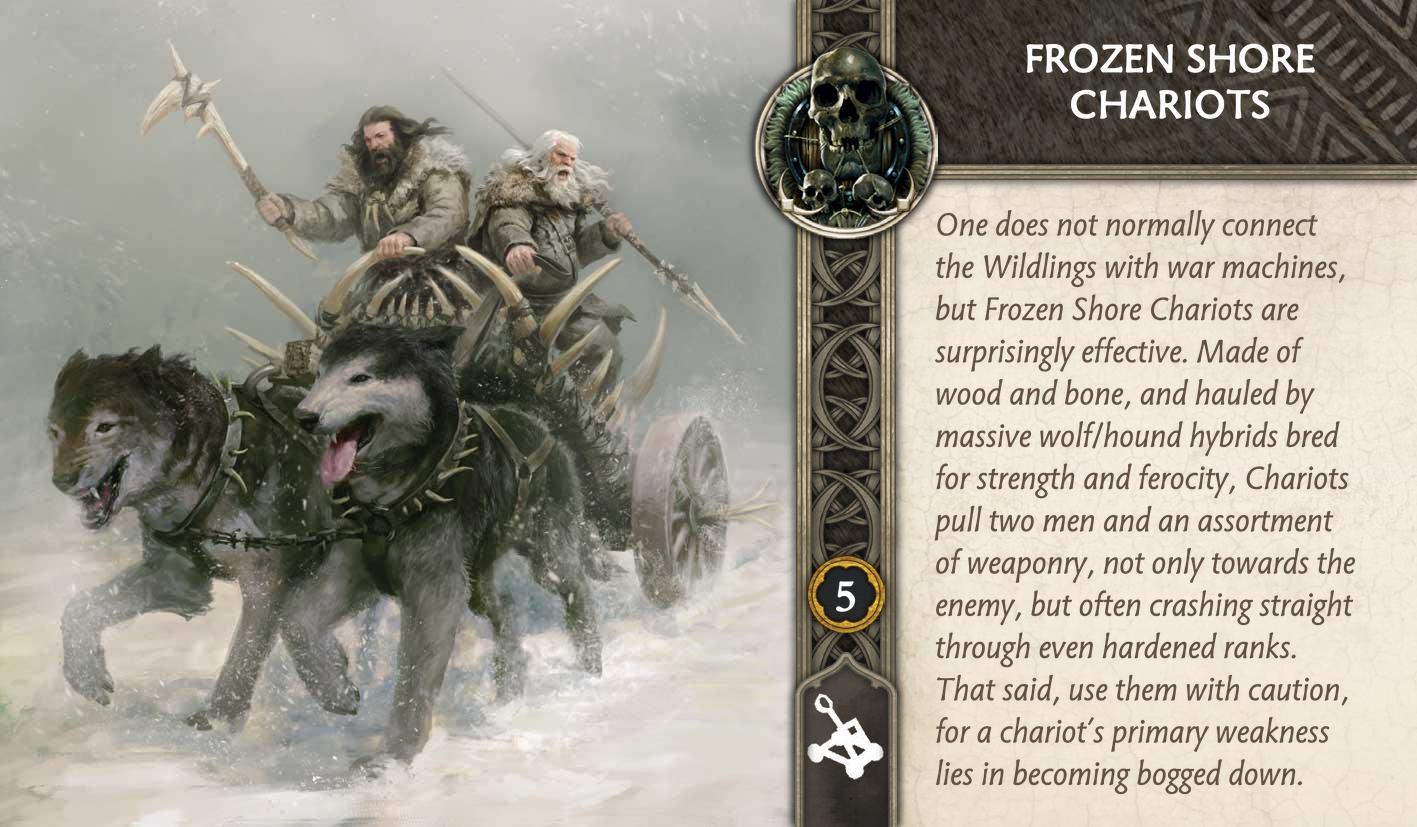 FROZEN SHORE
CHARIOTS
One does not normally connect
the Wildlings with war machines,
but Frozen Shore Chariots are
surprisingly effective. Made of
wood and bone, and hauled by
massive wolf/hound hybrids bred
for strength and ferocity, Chariots
pull two men and an assortment
of weaponry, not only towards the
enemy, but often crashing straight
through even hardened ranks.
That said, use them with caution,
for a chariot's primary weakness
lies in becoming bogged down.
5